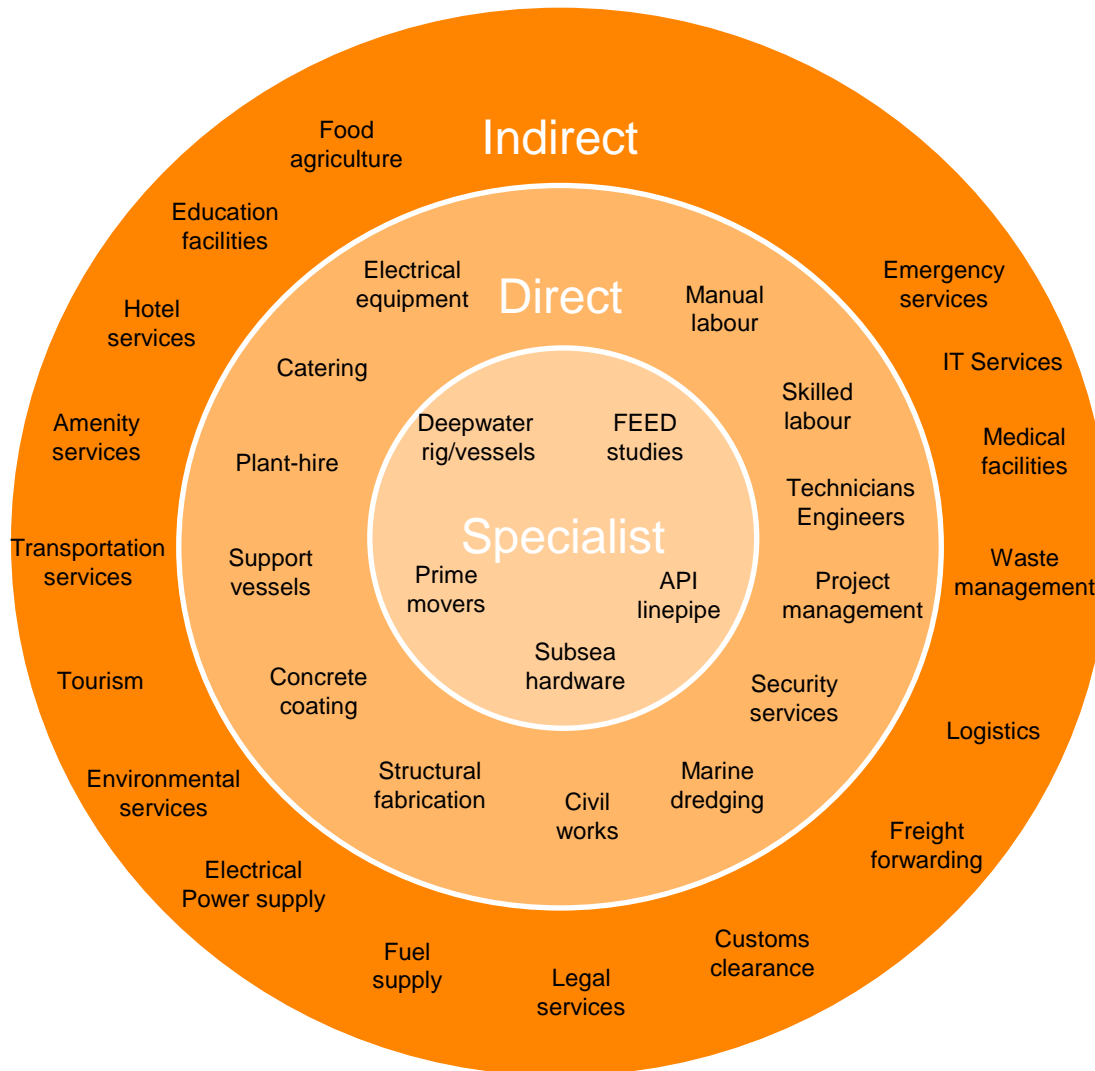 Food
agriculture
Indirect
Education
facilities
Hotel
services
Amenity
services
Transportation
services
Tourism
Environmental
services
Electrical
Power supply
Fuel
supply
Legal
services
Customs
clearance
Freight
forwarding
Logistics
Waste
management
Medical
facilities
IT Services
Emergency
services
Direct
Electrical
equipment
Catering
Plant-hire
Support
vessels
Concrete
coating
Structural
fabrication
Civil
works
Marine
dredging
Security
services
Project
management
Technicians
Engineers
Skilled
labour
Manual
labour
Specialist
Deepwater
rig/vessels
FEED
studies
Prime
movers
API
linepipe
Subsea
hardware